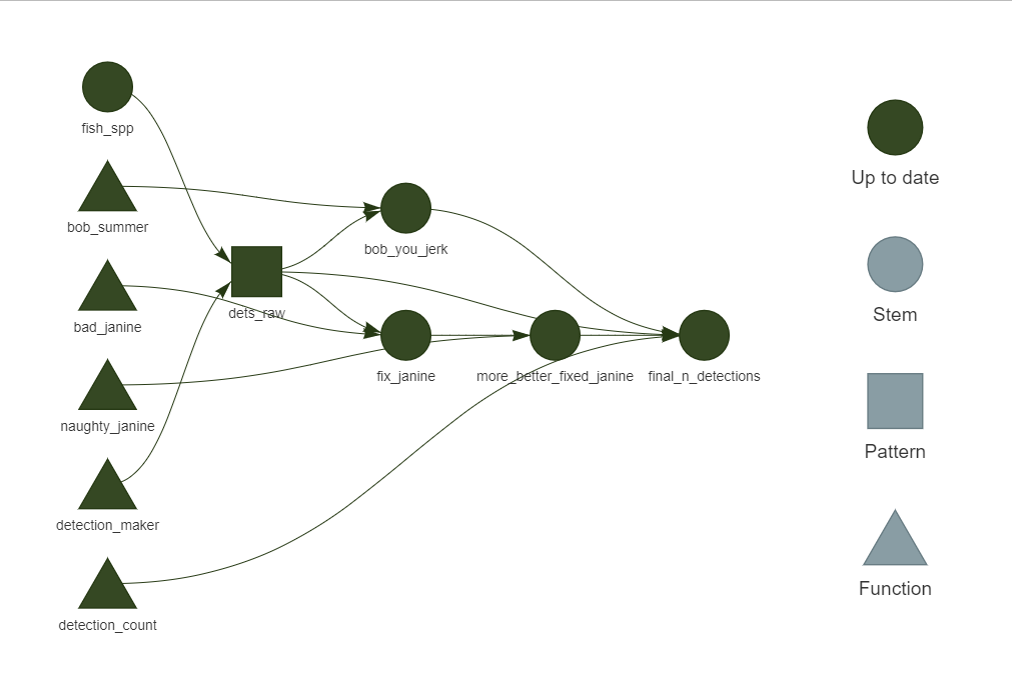 fish_spp
bob_summer
bad_janine
naughty_janine
detection_maker
detection_count
dets_raw
bob_you_jerk
fix_janine
more_better_fixed_janine
final_n_detections
Up to date
Stem
Pattern
Function